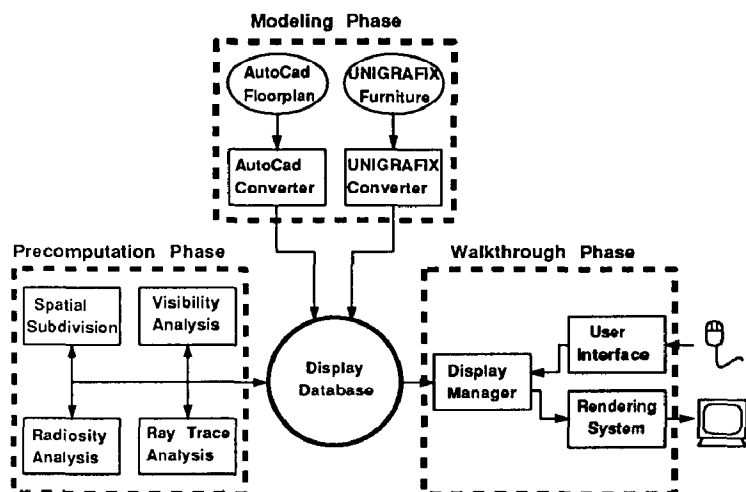 Modeling Phase
AutoCad
Floorplan
UNIGRAFIX
Furniture
AutoCad
Converter
UNIGRAFIX
Converter
Precomputation Phase
Spatial
Subdivision
Visibility
Analysis
Radiosity
Analysis
Ray Trace
Analysis
Display
Database
Walkthrough Phase
Display
Manager
User
Interface
Rendering
System